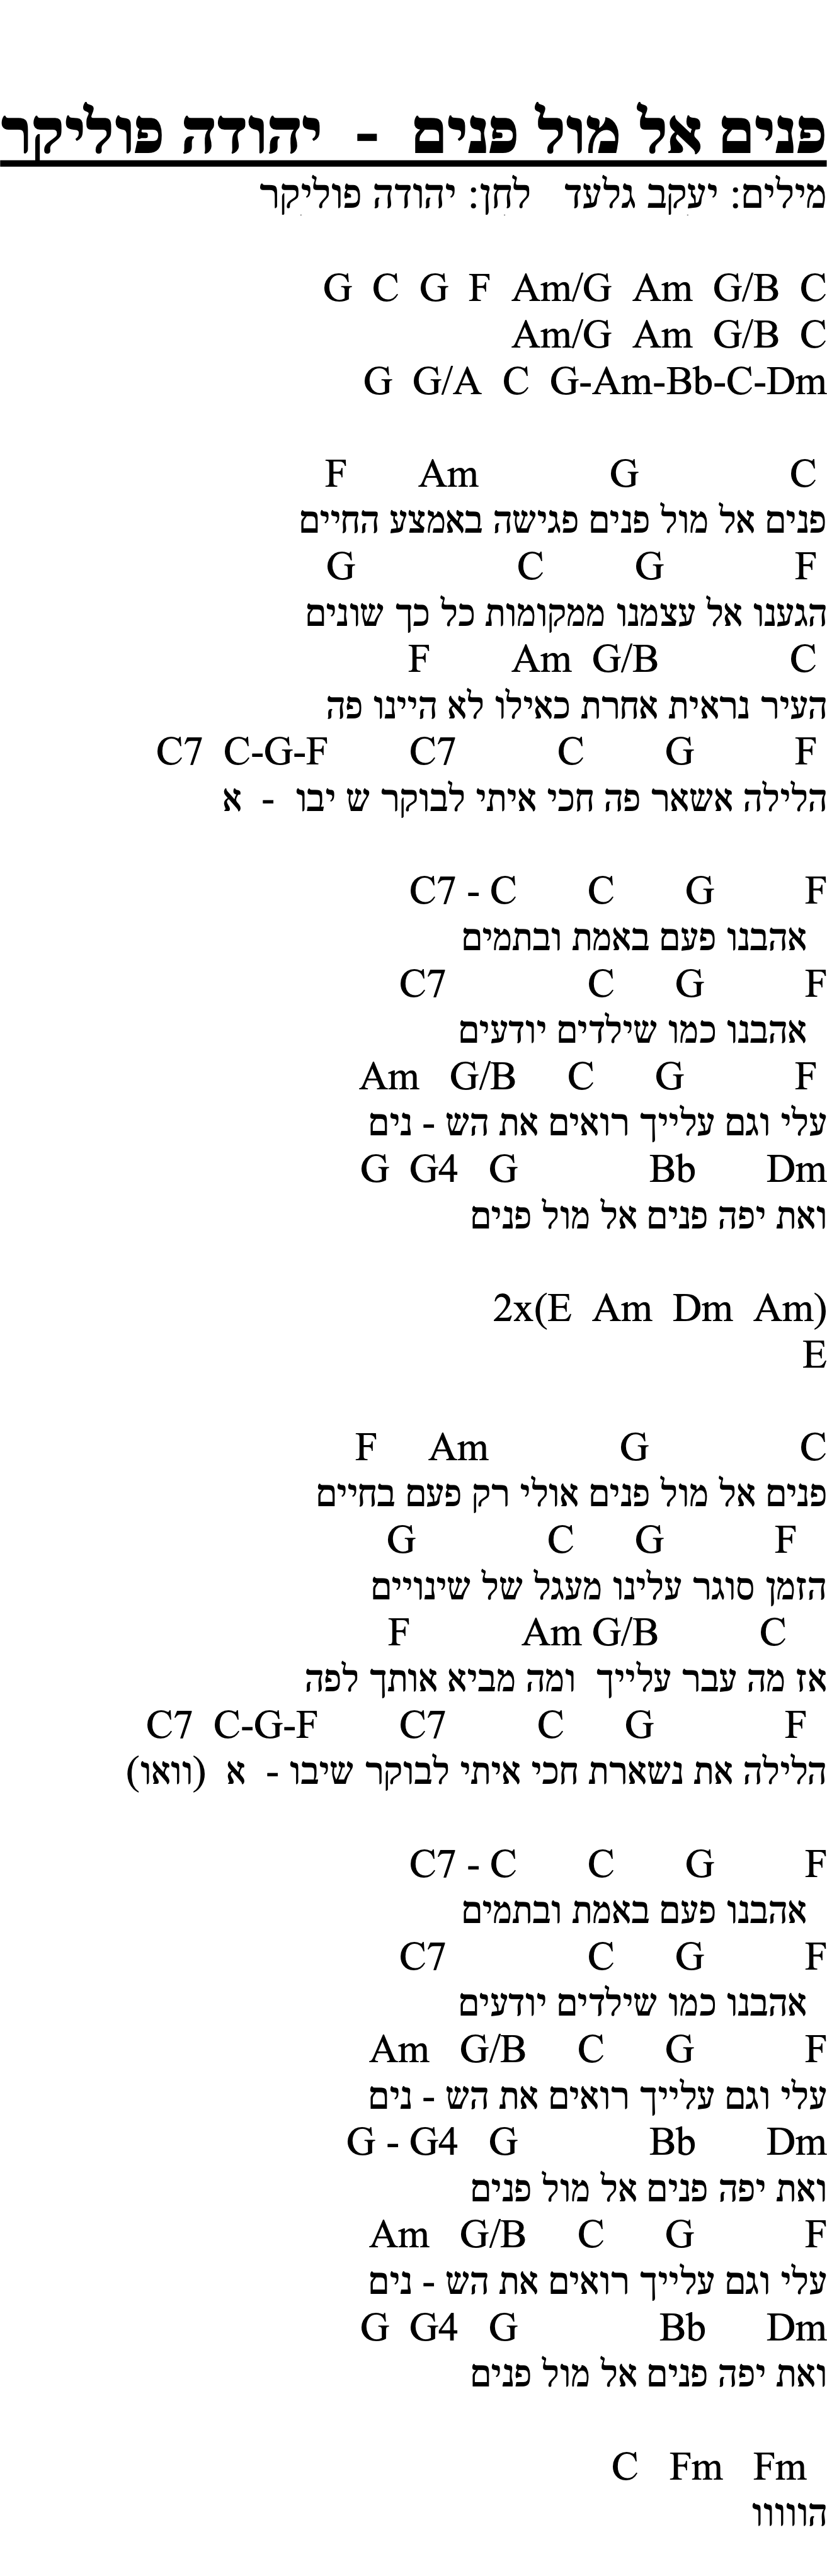 פנים אל מול פנים - יהודה פוליקר
מילים: יעקב גלעד לחן: יהודה פוליקר
G C G F Am/G Am G/B C
Am/G Am G/B C
G G/A C G-Am-Bb-C-Dm
F Am G C
פנים אל מול פנים פגישה באמצע החיים
G C G F
הגענו אל עצמנו ממקומות כל כך שונים
F Am G/B C
העיר נראית אחרת כאילו לא היינו פה
C7 C-G-F C7 C G F
הלילה אשאר פה חכי איתי לבוקר ש יבו - א
C7 - C C G F
אהבנו פעם באמת ובתמים
C7 C G F
אהבנו כמו שילדים יודעים
Am G/B C G F
עלי וגם עלייך רואים את הש - נים
G G4 G Bb Dm
ואת יפה פנים אל מול פנים
2x(E Am Dm Am)
E
F Am G C
פנים אל מול פנים אולי רק פעם בחיים
G C G F
הזמן סוגר עלינו מעגל של שינויים
F Am G/B C
אז מה עבר עלייך ומה מביא אותך לפה
C7 C-G-F C7 C G F
הלילה את נשארת חכי איתי לבוקר שיבו - א (וואו)
C7 - C C G F
אהבנו פעם באמת ובתמים
C7 C G F
אהבנו כמו שילדים יודעים
Am G/B C G F
עלי וגם עלייך רואים את הש - נים
G - G4 G Bb Dm
ואת יפה פנים אל מול פנים
Am G/B C G F
עלי וגם עלייך רואים את הש - נים
G G4 G Bb Dm
ואת יפה פנים אל מול פנים
C Fm Fm
הווווו